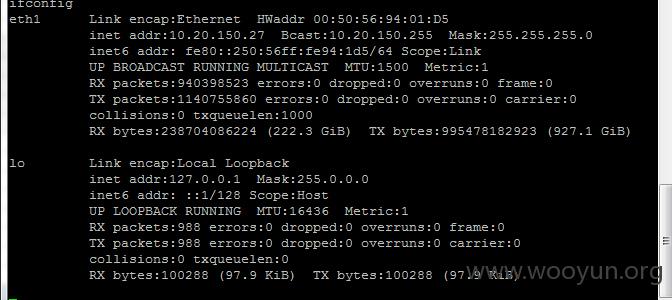 ifconfig
eth1 Link encap:Ethernet HWaddr 00:50:56:94:01:D5
inet addr:10.20.150.27 Bcast:10.20.150.255 Mask:255.255.255.0
inet6 addr: fe80::250:56ff:fe94:1d5/64 Scope:Link
UP BROADCAST RUNNING MULTICAST MTU:1500 Metric:1
RX packets:940398523 errors:0 dropped:0 overruns:0 frame:0
TX packets:1140755860 errors:0 dropped:0 overruns:0 carrier:0
collisions:0 txqueuelen:1000
RX bytes:238704086224 (222.3 GiB) TX bytes:995478182923 (927.1 GiB)
lo Link encap:Local Loopback
inet addr:127.0.0.1 Mask:255.0.0.0
inet6 addr: ::1/128 Scope:Host
UP LOOPBACK RUNNING MTU:16436 Metric:1
RX packets:988 errors:0 dropped:0 overruns:0 frame:0
TX packets:988 errors:0 dropped:0 overruns:0 carrier:0
collisions:0 txqueuelen:0
RX bytes:100288 (97.9 KiB) TX bytes:100288 (97.9 KiB)
www.wooyun.org